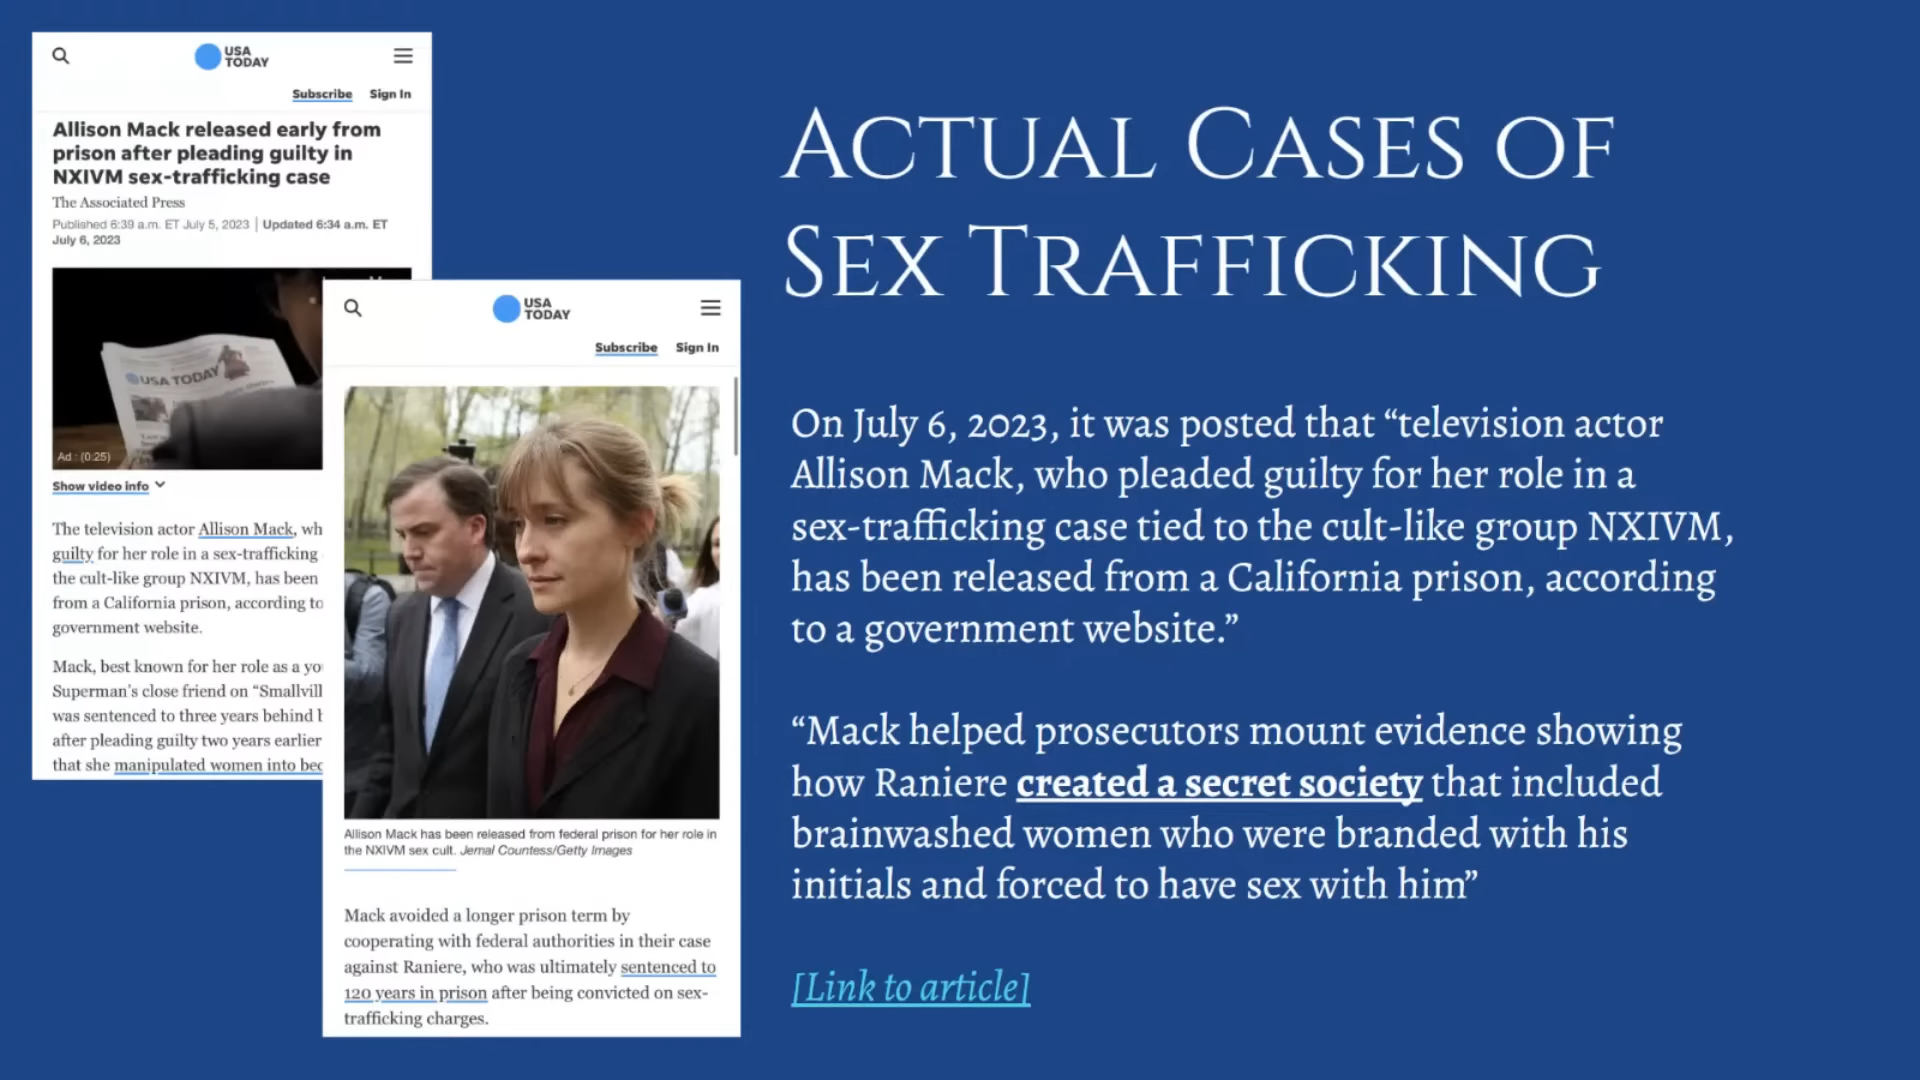 USA
TODAY
Subscribe Sign In
Allison Mack released early from
prison after pleading guilty in
NXIVM sex-trafficking case
The Associated Press
Published 6:39 a.m. ET July 5, 2023 | Updated 6:34 a.m. ET
July 6, 2023
USA TODAY
Ad : (0:25)
Show video info
The television actor Allison Mack, wh
guilty for her role in a sex-trafficking
the cult-like group NXIVM, has been
from a California prison, according to
government website.
Mack, best known for her role as a yo
Superman's close friend on “Smallvill
was sentenced to three years behind b
after pleading guilty two years earlier
that she manipulated women into bec
USA
TODAY
Subscribe Sign In
Allison Mack has been released from federal prison for her role in
the NXIVM sex cult. Jemal Countess/Getty Images
Mack avoided a longer prison term by
cooperating with federal authorities in their case
against Raniere, who was ultimately sentenced to
120 years in prison after being convicted on sex-
trafficking charges.
Actual Cases of
Sex Trafficking
On July 6, 2023, it was posted that “television actor
Allison Mack, who pleaded guilty for her role in a
sex-trafficking case tied to the cult-like group NXIVM,
has been released from a California prison, according
to a government website.”
“Mack helped prosecutors mount evidence showing
how Raniere created a secret society that included
brainwashed women who were branded with his
initials and forced to have sex with him”
[Link to article]